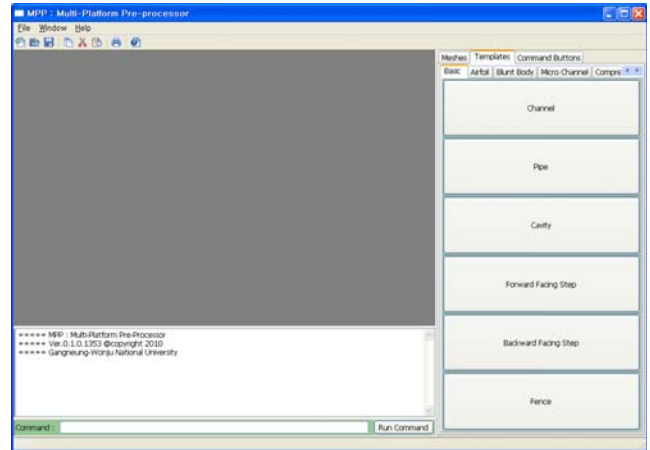 MPP : Multi-Platform Pre-processor
File Window Help
Meshes Templates Command Buttons
Basic Airfoil Blunt Body Micro Channel Compre
Channel
Pipe
Cavity
Forward Facing Step
Backward Facing Step
Fence
===== MPP : Multi-Platform Pre-Processor
===== Ver.0.1.0.1353 @copyright 2010
===== Gangneung-Wonju National University
Command :
Run Command